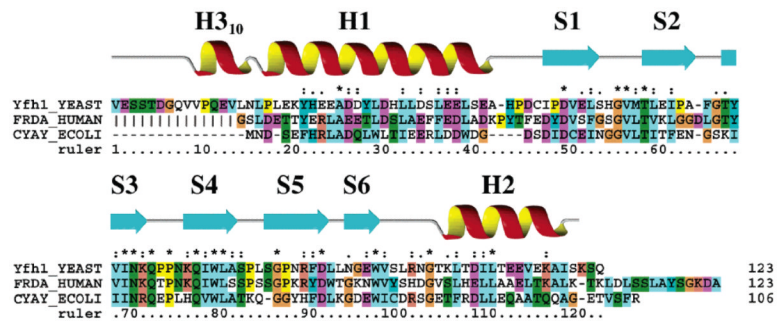 H3₁₀ H1 S1 S2
Yfh1_YEAST VESSTDGQVVPQEVLNLPLEKYHEEADDYLDHLLDSLEELSEA-HPDCIPDVELSHGVMTLEIPA-FGTY
FRDA_HUMAN ||||||||||||||GSLDETTYERLAEETLDSLAEFFEDLADKPYTFEDYDVSFGSGVLTVKLGGDLGTY
CYAY_ECOLI --------------MND-SEFHRLADQLWLTIEERLDDWDG----DSDIDCEINGGVLTITFEN-GSKI
ruler 1.......10........20........30........40........50........60........
S3 S4 S5 S6 H2
Yfh1_YEAST VINKQPPNKQIWLASPLSGPNRFDLLNGEWVSLRNGTKLTDILTEEVEKAISKSQ 123
FRDA_HUMAN VINKQTPNKQIWLSSPSSGPKRYDWTGKNWVYSHDGVSLHELLAAELTKALK-TKLDLSSLAYSGKDA 123
CYAY_ECOLI IINRQEPLHQVWLATKQ-GGYHFDLKGDEWICDRSGETFRDLLEQAATQQAG-ETVSFR 106
ruler .70........80........90.......100.......110.......120..